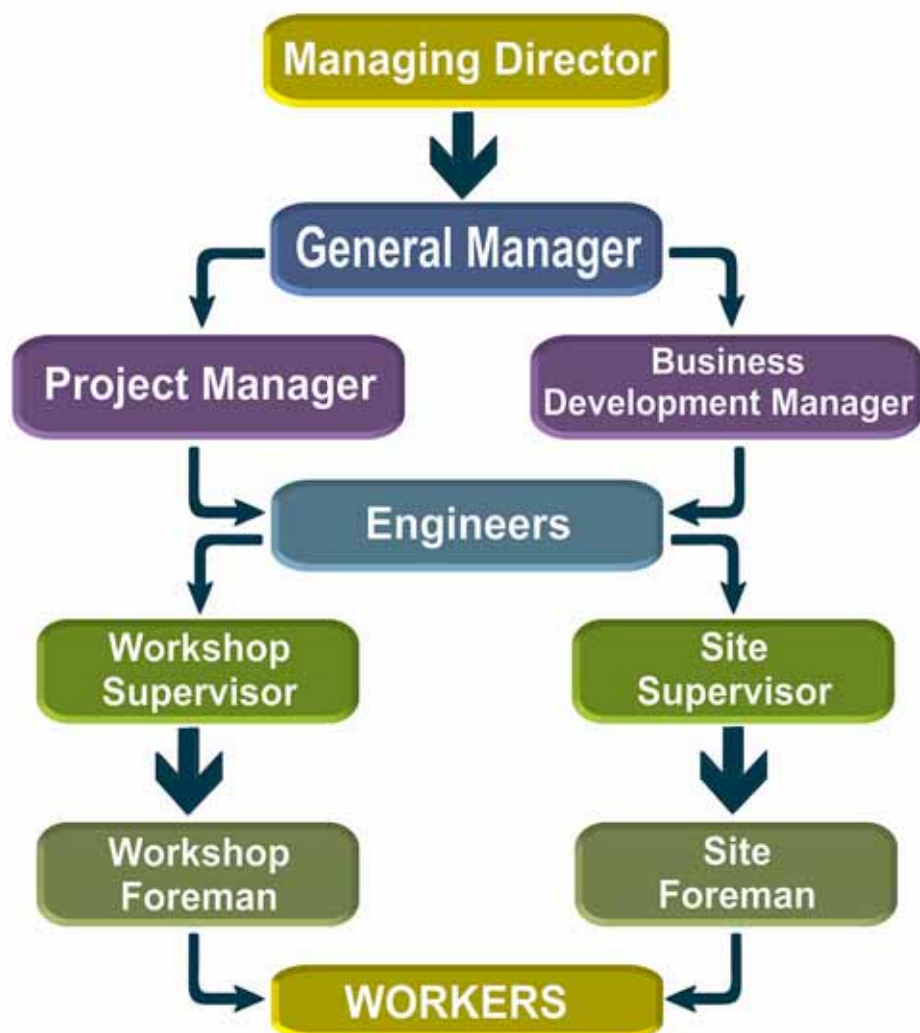 Managing Director
General Manager
Project Manager
Business
Development Manager
Engineers
Workshop
Supervisor
Site
Supervisor
Workshop
Foreman
Site
Foreman
WORKERS